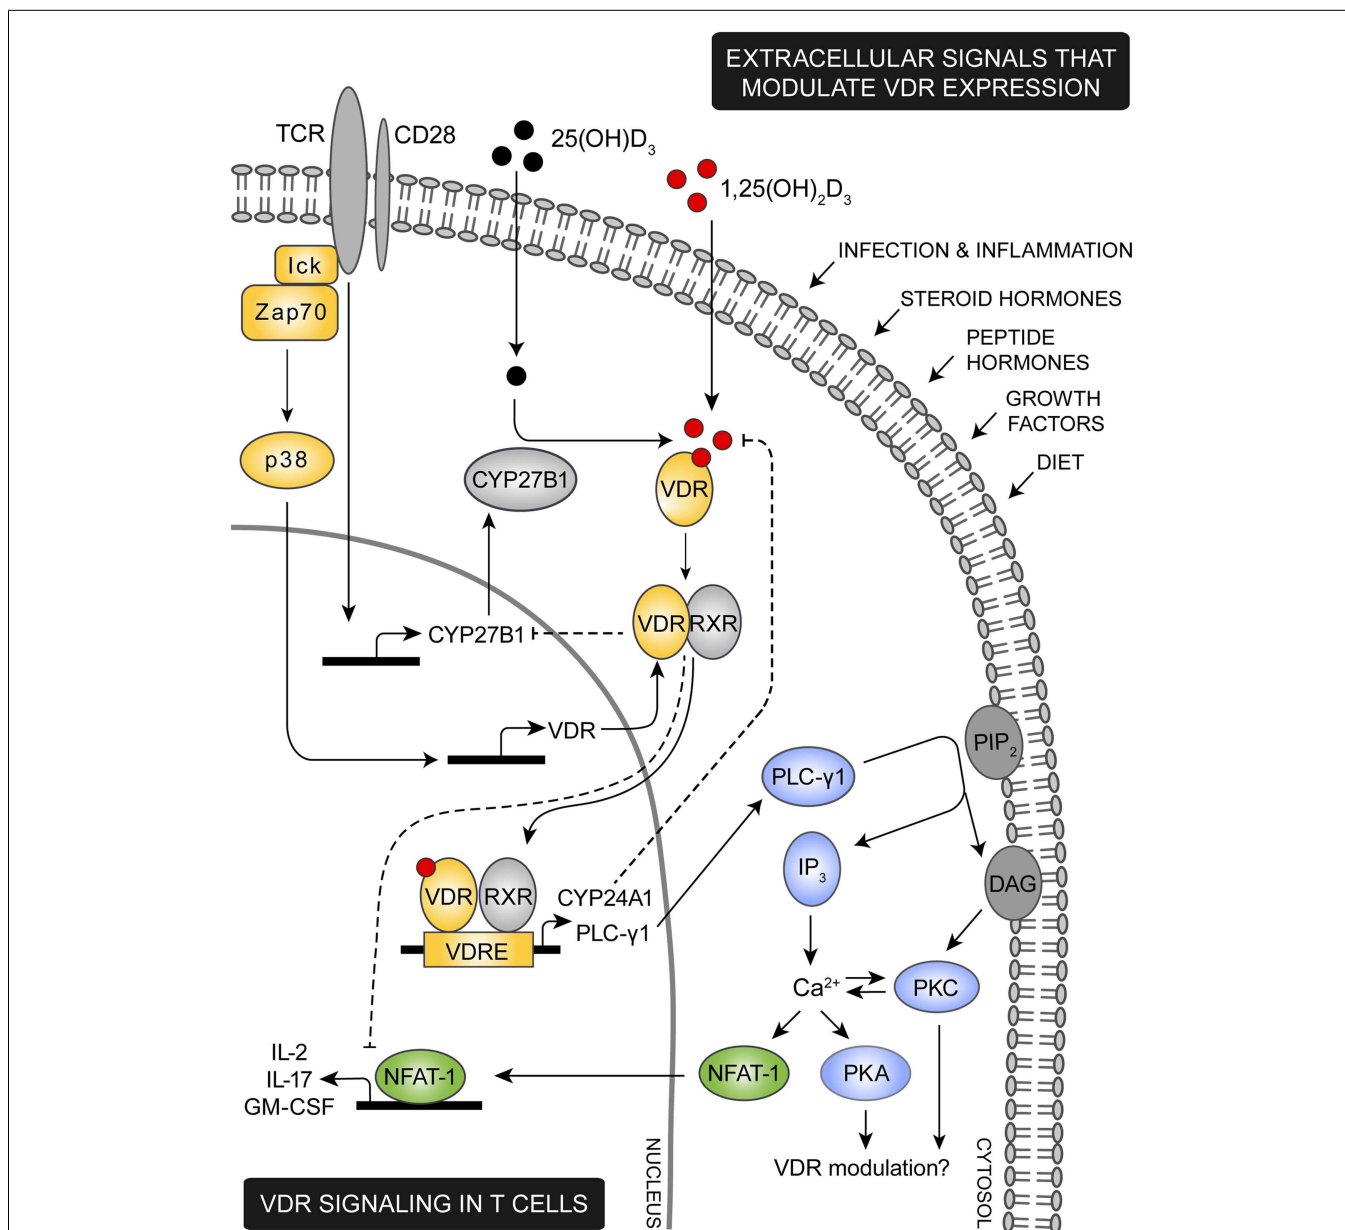 EXTRACELLULAR SIGNALS THAT
MODULATE VDR EXPRESSION
TCR
CD28
25(OH)D₃
1,25(OH)₂D₃
INFECTION & INFLAMMATION
STEROID HORMONES
PEPTIDE
HORMONES
GROWTH
FACTORS
DIET
lck
Zap70
p38
CYP27B1
VDR
VDR
RXR
CYP27B1
VDR
PIP₂
PLC-γ1
IP₃
DAG
VDR
RXR
VDRE
CYP24A1
PLC-γ1
Ca²⁺
PKC
IL-2
IL-17
GM-CSF
NFAT-1
NFAT-1
PKA
VDR modulation?
NUCLEUS
CYTOSOL
VDR SIGNALING IN T CELLS